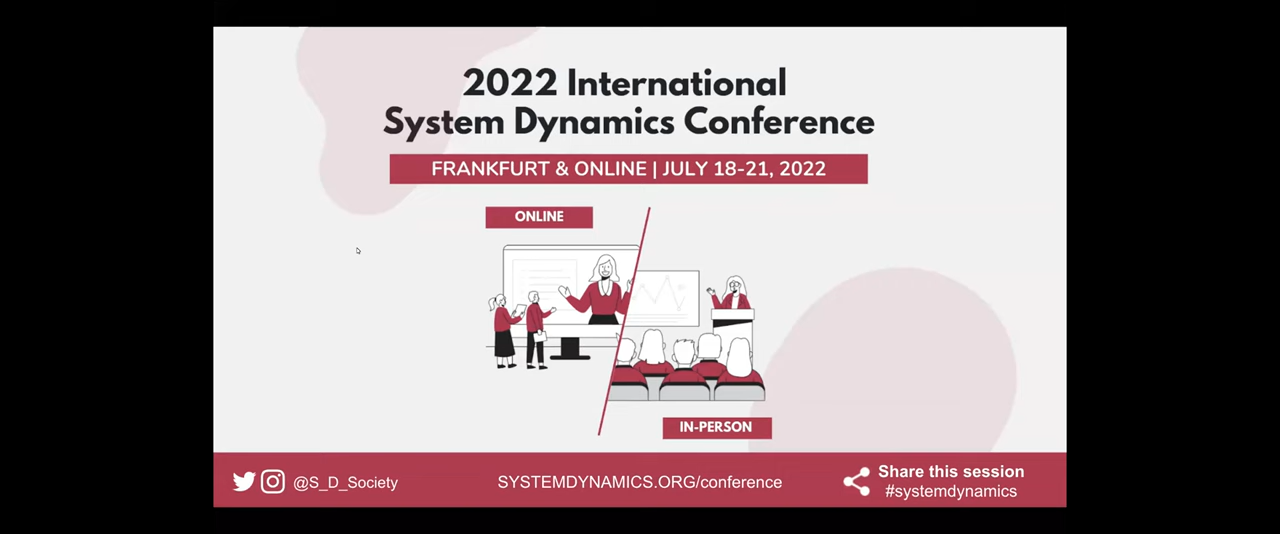 2022 International
System Dynamics Conference
FRANKFURT & ONLINE | JULY 18-21, 2022
ONLINE
IN-PERSON
@S_D_Society
SYSTEMDYNAMICS.ORG/conference
Share this session
#systemdynamics